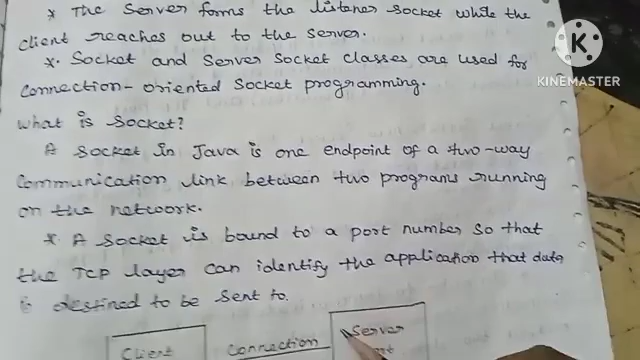 * The Server forms the listener socket while the
client reaches out to the server.
*. Socket and Server Socket classes are used for
Connection-oriented Socket programming.
What is Socket?
A Socket in Java is one endpoint of a two-way
Communication link between two programs running
on the network.
* A Socket is bound to a port number so that
the TCP layer can identify the application that data
is destined to be sent to.
Client Connection Server
KINEMASTER